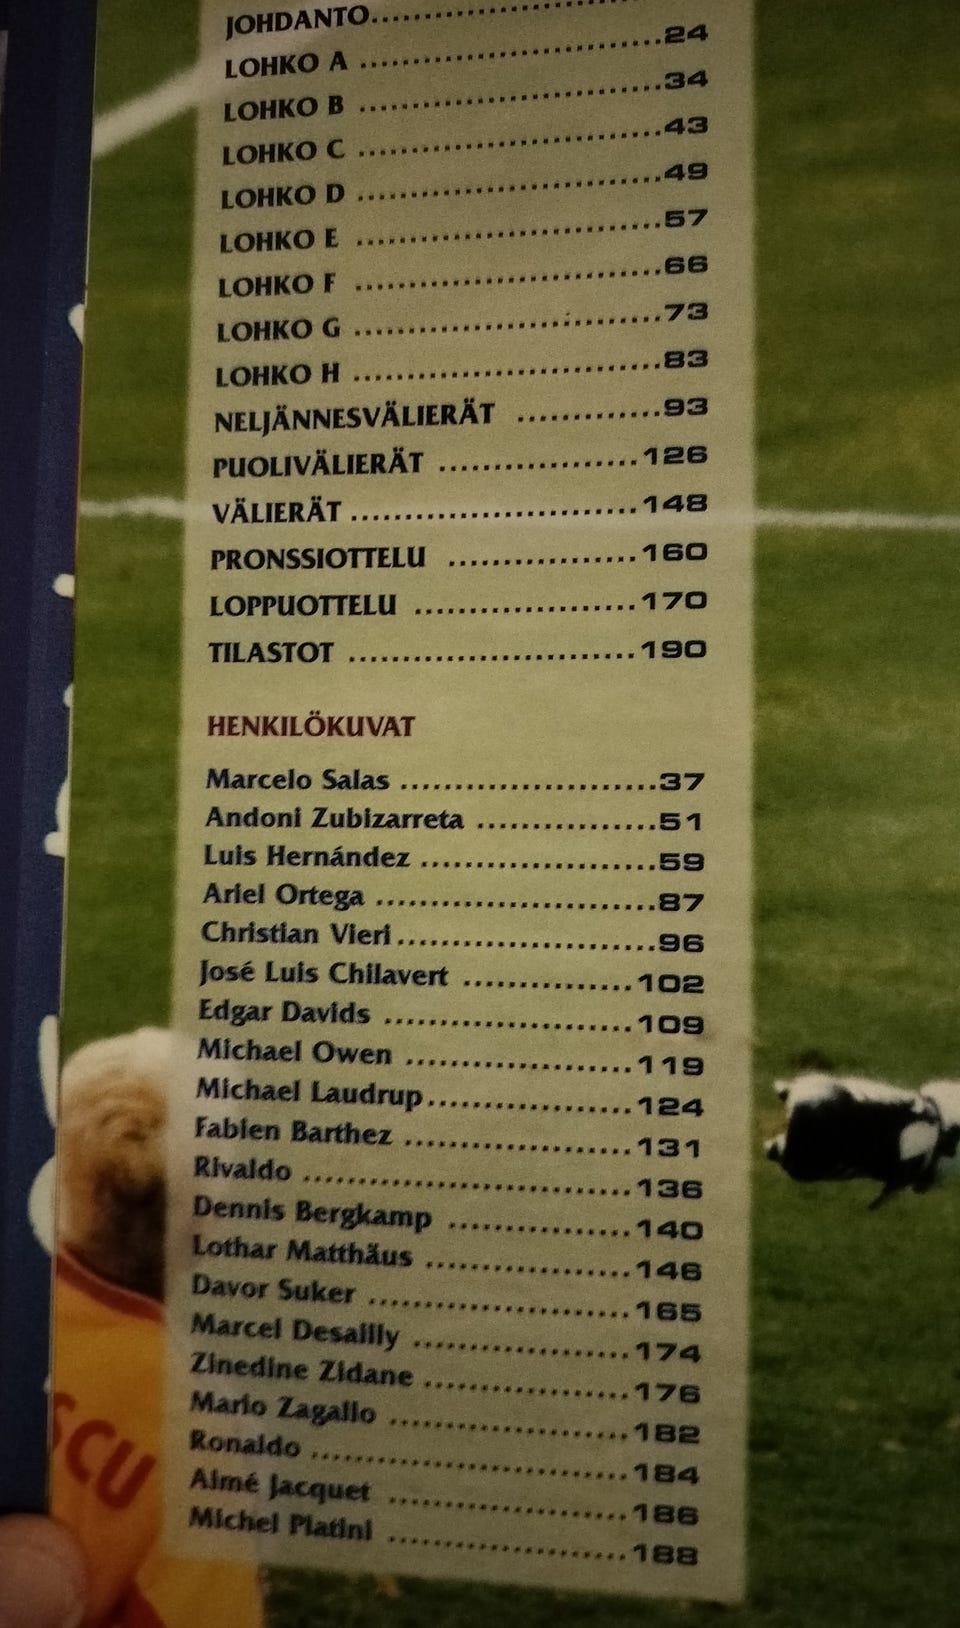 JOHDANTO..............................
LOHKO A ..............................24
LOHKO B ..............................34
LOHKO C ..............................43
LOHKO D ..............................49
LOHKO E ..............................57
LOHKO F ..............................66
LOHKO G ..............................73
LOHKO H ..............................83
NELJÄNNESVÄLIERÄT ..............93
PUOLIVÄLIERÄT ...................126
VÄLIERÄT ...........................148
PRONSSIOTTELU ..................160
LOPPUOTTELU .....................170
TILASTOT ...........................190
HENKILÖKUVAT
Marcelo Salas ........................37
Andoni Zubizarreta .................51
Luis Hernández ......................59
Ariel Ortega ..........................87
Christian Vieri ........................96
José Luis Chilavert ................102
Edgar Davids ........................109
Michael Owen ......................119
Michael Laudrup....................124
Fabien Barthez ......................131
Rivaldo ................................136
Dennis Bergkamp ..................140
Lothar Matthäus ....................146
Davor Suker .........................165
Marcel Desailly .....................174
Zinedine Zidane ....................176
Mario Zagallo .......................182
Ronaldo ...............................184
Aimé Jacquet ........................186
Michel Platini ........................188